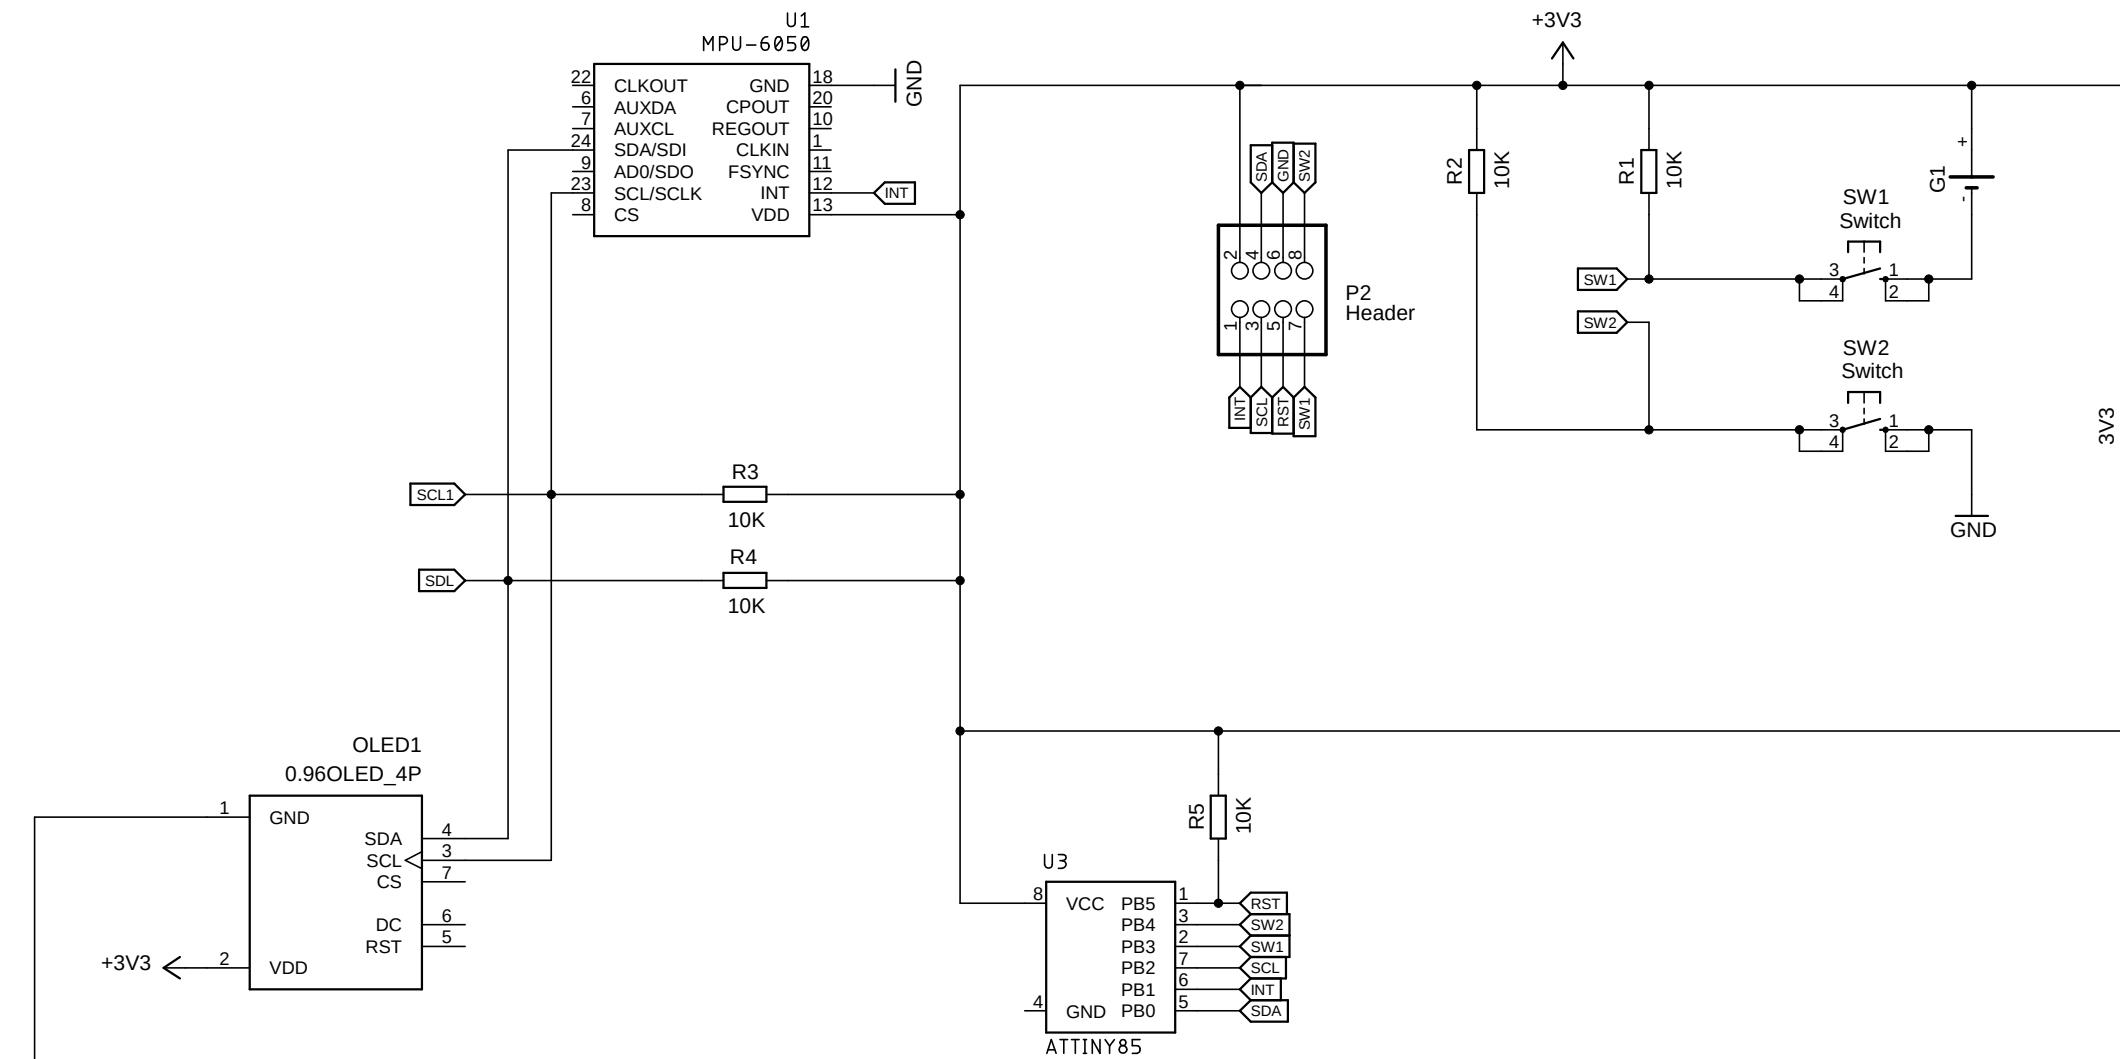 U1
MPU-6050
22 CLKOUT GND 18
6 AUXDA CPOUT 20
7 AUXCL REGOUT 10
24 SDA/SDI CLKIN 1
9 AD0/SDO FSYNC 11
23 SCL/SCLK INT 12 INT
8 CS VDD 13
GND
+3V3
SDA GND SW2
2 4 6 8
1 3 5 7
INT SCL RST SW1
P2
Header
R2 10K
R1 10K
G1
+
-
SW1
Switch
SW1
3 1
4 2
SW2
SW2
Switch
3 1
4 2
GND
3V3
R3
SCL1
10K
R4
SDL
10K
OLED1
0.96OLED_4P
1 GND
SDA 4
SCL 3
CS 7
DC 6
RST 5
+3V3 2 VDD
R5 10K
U3
8 VCC PB5 1 RST
PB4 3 SW2
PB3 2 SW1
PB2 7 SCL
PB1 6 INT
4 GND PB0 5 SDA
ATTINY85